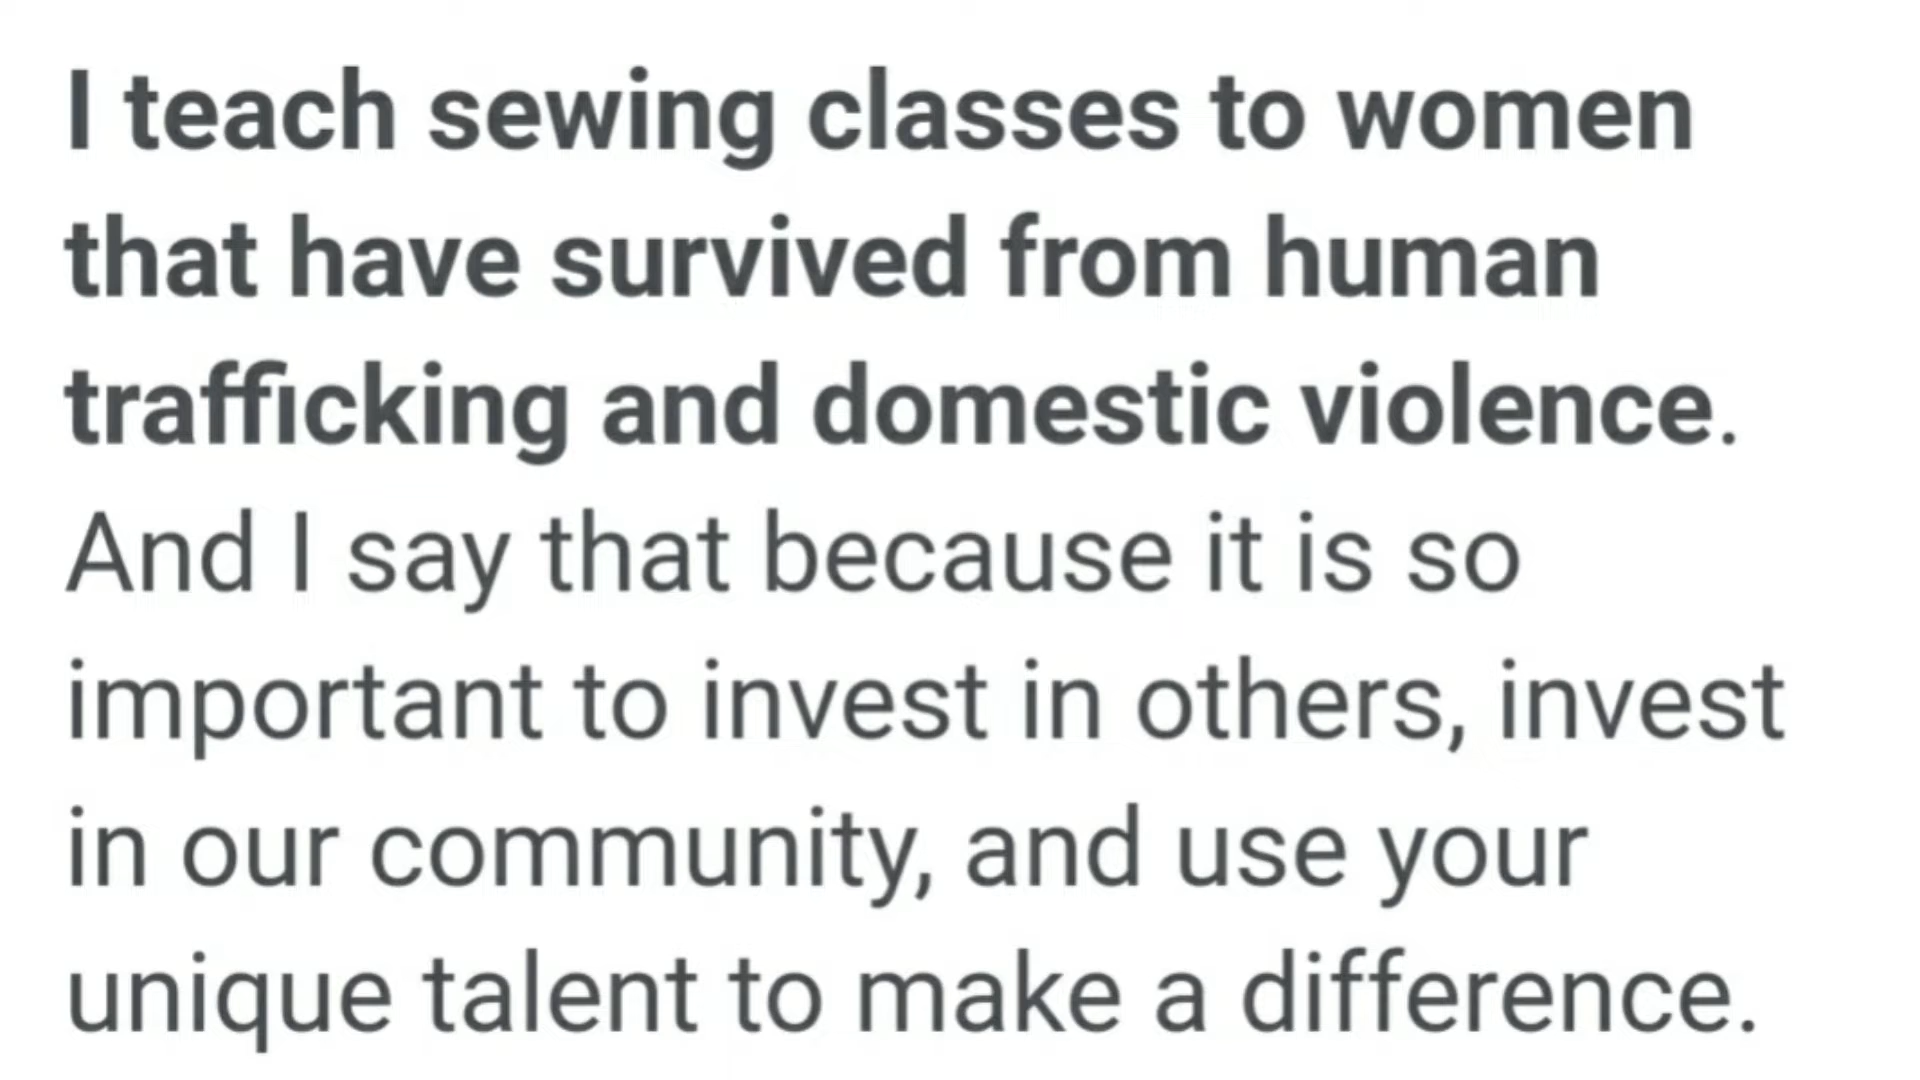 I teach sewing classes to women
that have survived from human
trafficking and domestic violence.
And I say that because it is so
important to invest in others, invest
in our community, and use your
unique talent to make a difference.